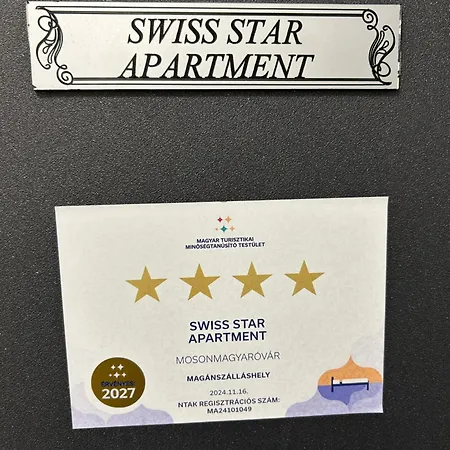 SWISS STAR
APARTMENT
MAGYAR TURISZTIKAI
MINŐSÉGTANÚSÍTÓ TESTÜLET
SWISS STAR
APARTMENT
MOSONMAGYARÓVÁR
MAGÁNSZÁLLÁSHELY
2024.11.16.
NTAK REGISZTRÁCIÓS SZÁM:
MA24101049
ÉRVÉNYES:
2027